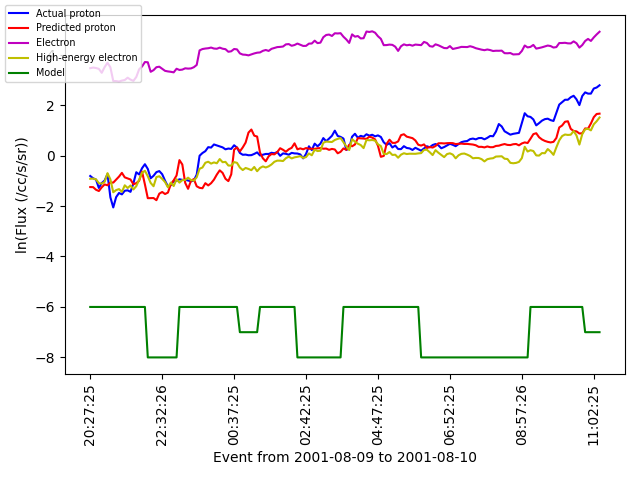 Actual proton
Predicted proton
Electron
High-energy electron
Model
ln(Flux (/cc/s/sr))
2
0
−2
−4
−6
−8
20:27:25
22:32:26
00:37:25
02:42:25
04:47:25
06:52:25
08:57:26
11:02:25
Event from 2001-08-09 to 2001-08-10